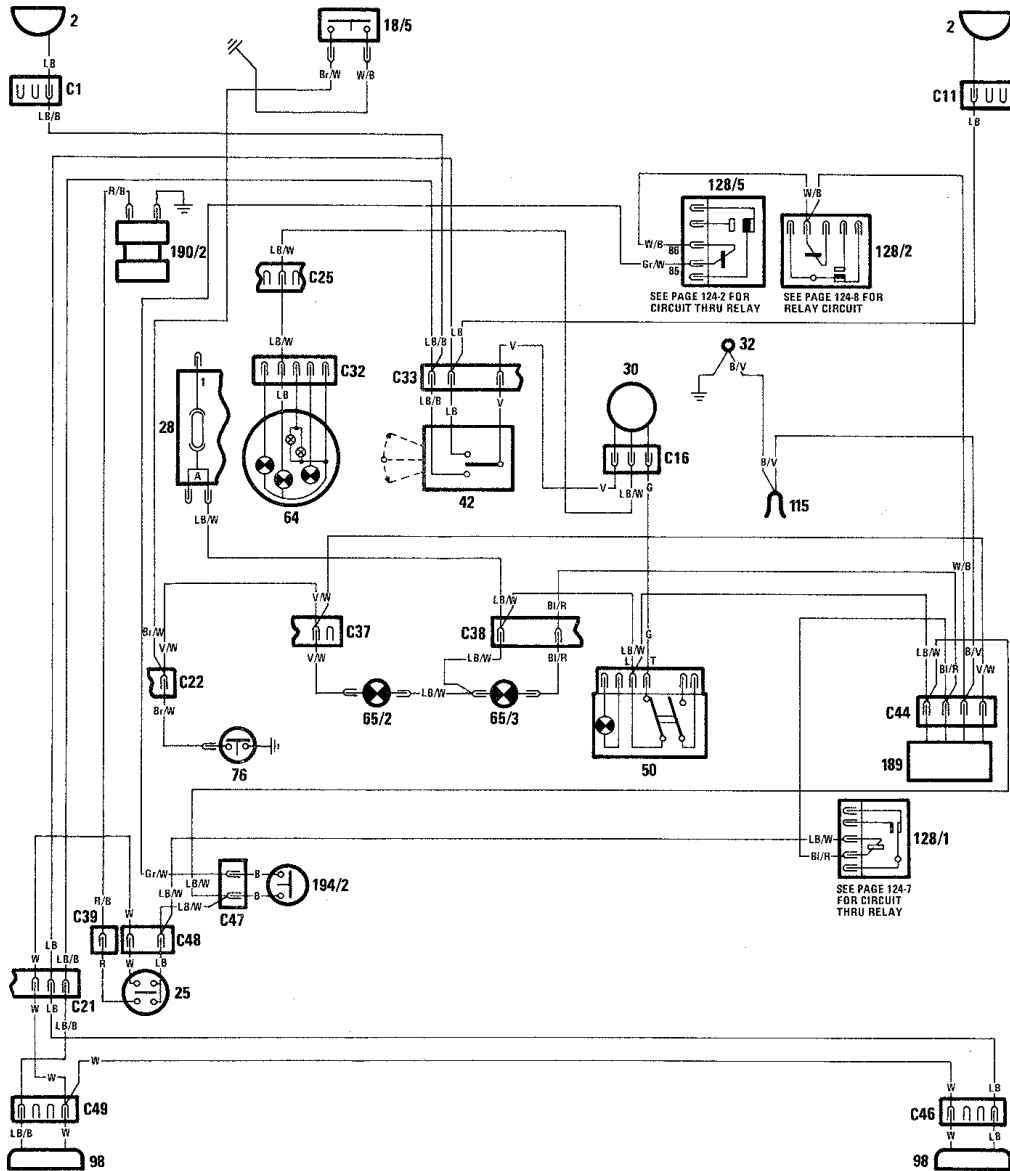 2
18/5
2
LB
Br/W
W/B
C1
C11
LB/B
LB
R/B
190/2
LB/W
C25
128/5
W/B
86
Gr/W
85
W/B
128/2
SEE PAGE 124-2 FOR
CIRCUIT THRU RELAY
SEE PAGE 124-8 FOR
RELAY CIRCUIT
LB/W
LB/B
LB
V
32
B/V
1
C32
C33
30
28
LB
LB/B
LB
V
A
C16
B/V
64
42
V
LB/W
G
115
LB/W
V/W
LB/W
Bl/R
G
W/B
Br/W
V/W
C37
C38
LB/W
L
T
LB/W
Bl/R
B/V
V/W
V/W
LB/W
Bl/R
C22
Br/W
LB/W
65/2
65/3
C44
76
50
189
LB/W
128/1
Bl/R
Gr/W
LB/W
B
194/2
B
LB/W
LB/W
C47
SEE PAGE 124-7
FOR CIRCUIT
THRU RELAY
R/B
C39
W
C48
LB
W
LB/B
R
W
LB
25
C21
W
LB
LB/B
W
W
W
LB
C49
C46
LB/B
W
W
LB
98
98